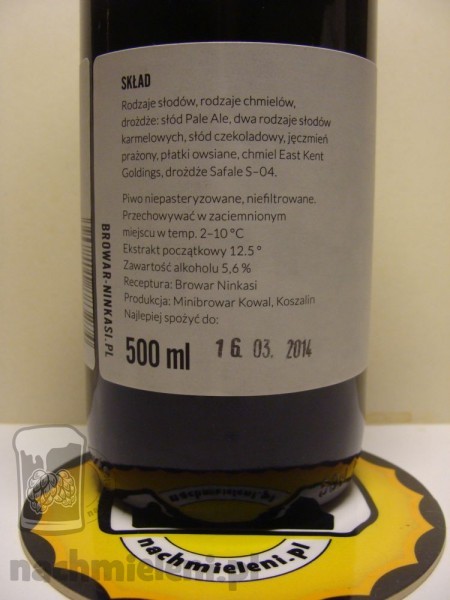 SKŁAD
Rodzaje słodów, rodzaje chmielów,
drożdże: słód Pale Ale, dwa rodzaje słodów
karmelowych, słód czekoladowy, jęczmień
prażony, płatki owsiane, chmiel East Kent
Goldings, drożdże Safale S-04.
Piwo niepasteryzowane, niefiltrowane.
Przechowywać w zaciemnionym
miejscu w temp. 2-10 °C
Ekstrakt początkowy 12.5 °
Zawartość alkoholu 5,6 %
Receptura: Browar Ninkasi
Produkcja: Minibrowar Kowal, Koszalin
Najlepiej spożyć do:
500 ml 16. 03. 2014
BROWAR-NINKASI.PL
nachmieleni.pl
nachmieleni.pl